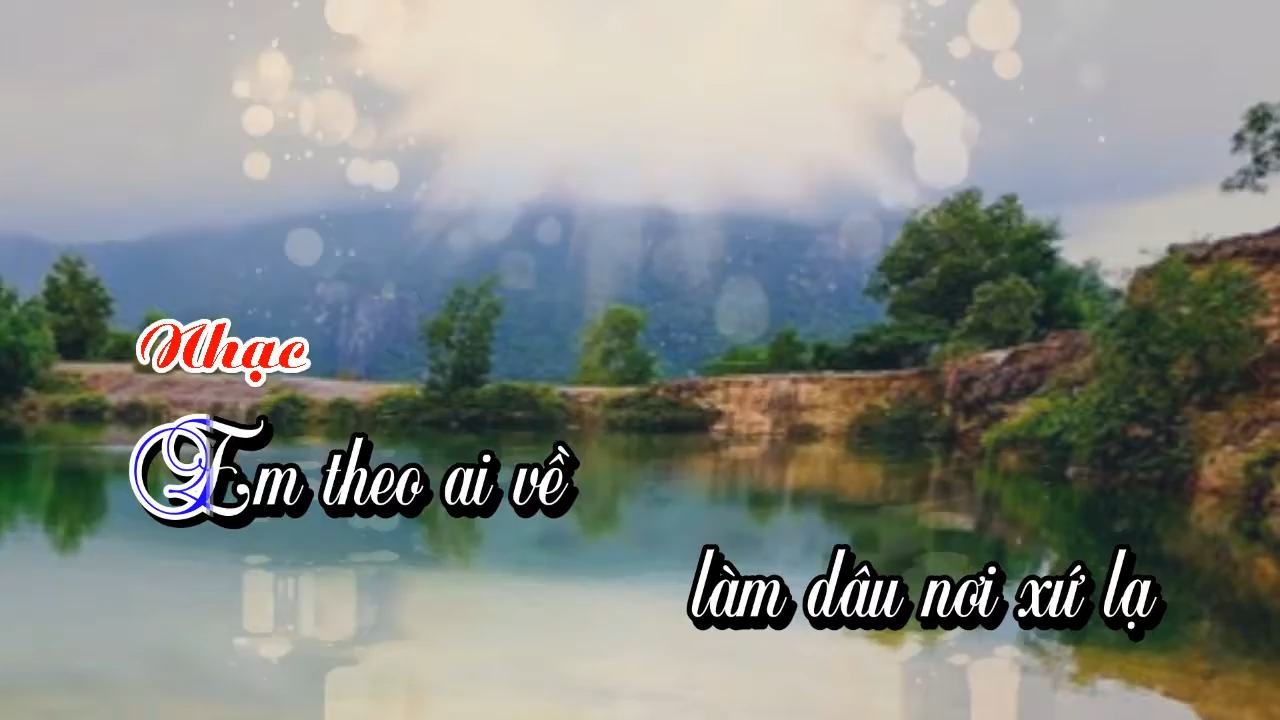 Nhạc
Em theo ai về
làm dâu nơi xứ lạ